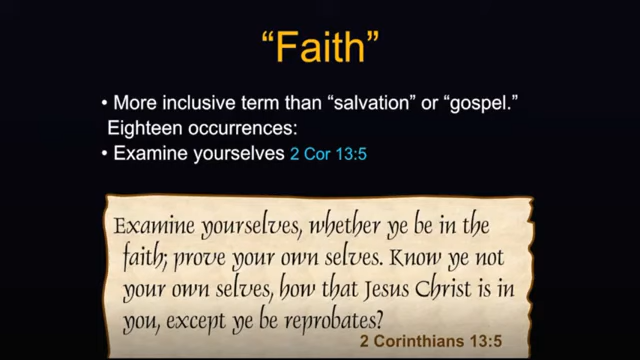 “Faith”
• More inclusive term than “salvation” or “gospel.”
Eighteen occurrences:
• Examine yourselves 2 Cor 13:5
Examine yourselves, whether ye be in the
faith; prove your own selves. Know ye not
your own selves, how that Jesus Christ is in
you, except ye be reprobates?
2 Corinthians 13:5